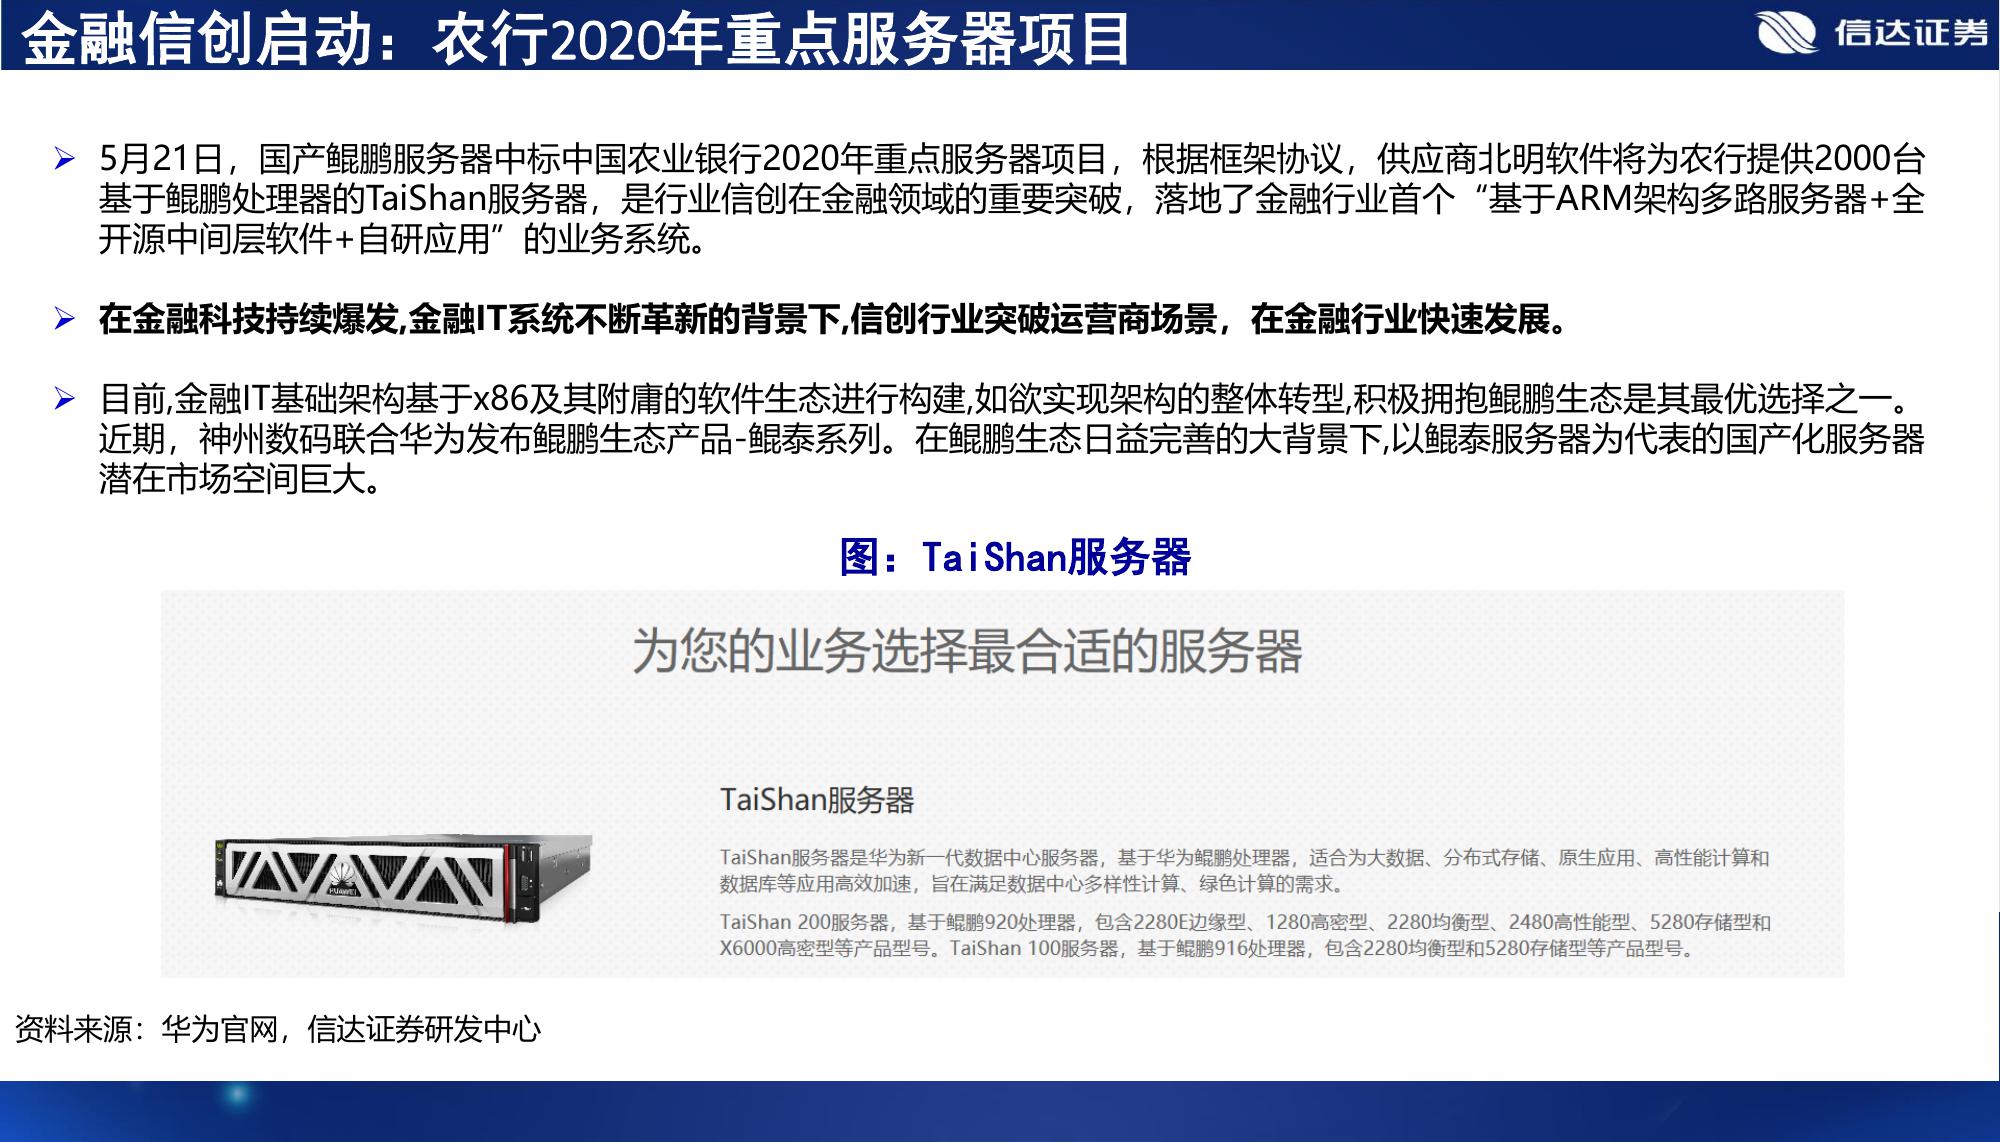 金融信创启动：农行2020年重点服务器项目
信达证券
5月21日，国产鲲鹏服务器中标中国农业银行2020年重点服务器项目，根据框架协议，供应商北明软件将为农行提供2000台
基于鲲鹏处理器的TaiShan服务器，是行业信创在金融领域的重要突破，落地了金融行业首个“基于ARM架构多路服务器+全
开源中间层软件+自研应用”的业务系统。
在金融科技持续爆发,金融IT系统不断革新的背景下,信创行业突破运营商场景，在金融行业快速发展。
目前,金融IT基础架构基于x86及其附庸的软件生态进行构建,如欲实现架构的整体转型,积极拥抱鲲鹏生态是其最优选择之一。
近期，神州数码联合华为发布鲲鹏生态产品-鲲泰系列。在鲲鹏生态日益完善的大背景下,以鲲泰服务器为代表的国产化服务器
潜在市场空间巨大。
图：TaiShan服务器
为您的业务选择最合适的服务器
TaiShan服务器
TaiShan服务器是华为新一代数据中心服务器，基于华为鲲鹏处理器，适合为大数据、分布式存储、原生应用、高性能计算和
数据库等应用高效加速，旨在满足数据中心多样性计算、绿色计算的需求。
TaiShan 200服务器，基于鲲鹏920处理器，包含2280E边缘型、1280高密型、2280均衡型、2480高性能型、5280存储型和
X6000高密型等产品型号。TaiShan 100服务器，基于鲲鹏916处理器，包含2280均衡型和5280存储型等产品型号。
HUAWEI
资料来源：华为官网，信达证券研发中心